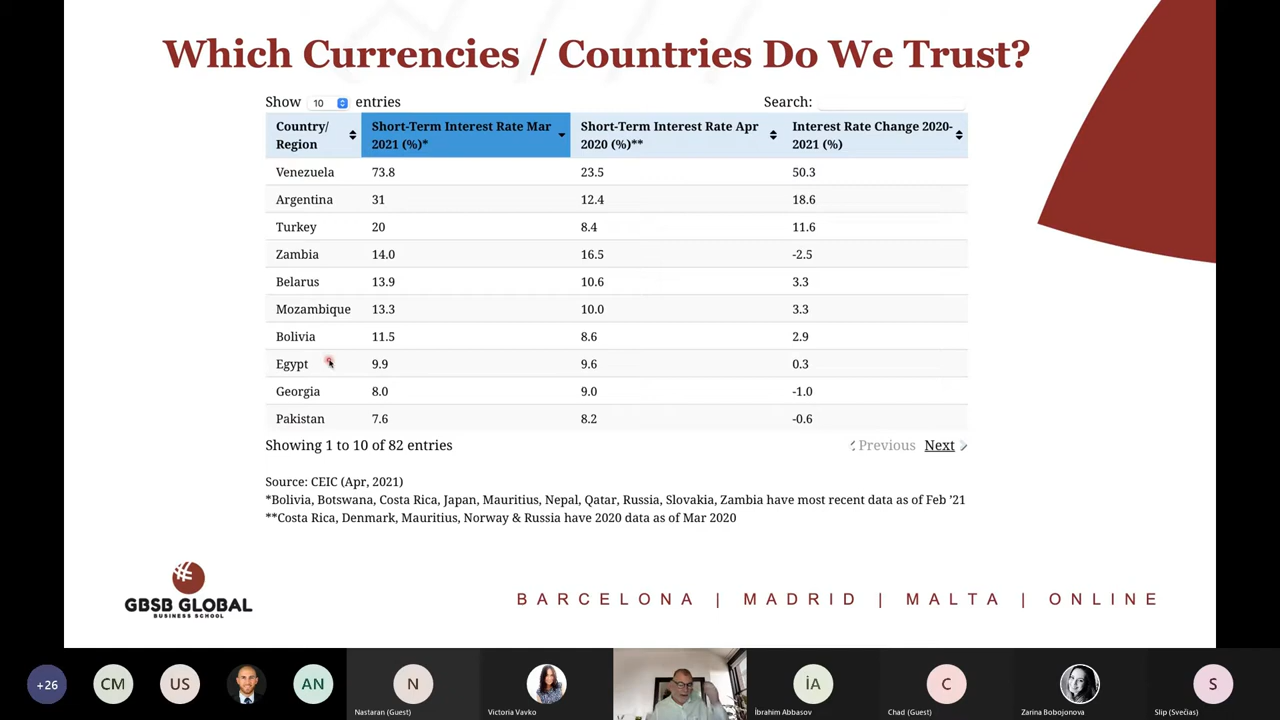 Which Currencies / Countries Do We Trust?
Show 10 entries Search:
Country/ Short-Term Interest Rate Mar Short-Term Interest Rate Apr Interest Rate Change 2020-
Region 2021 (%)* 2020 (%)** 2021 (%)
Venezuela 73.8 23.5 50.3
Argentina 31 12.4 18.6
Turkey 20 8.4 11.6
Zambia 14.0 16.5 -2.5
Belarus 13.9 10.6 3.3
Mozambique 13.3 10.0 3.3
Bolivia 11.5 8.6 2.9
Egypt 9.9 9.6 0.3
Georgia 8.0 9.0 -1.0
Pakistan 7.6 8.2 -0.6
Showing 1 to 10 of 82 entries Previous Next
Source: CEIC (Apr, 2021)
*Bolivia, Botswana, Costa Rica, Japan, Mauritius, Nepal, Qatar, Russia, Slovakia, Zambia have most recent data as of Feb ’21
**Costa Rica, Denmark, Mauritius, Norway & Russia have 2020 data as of Mar 2020
GBSB GLOBAL
BUSINESS SCHOOL
BARCELONA | MADRID | MALTA | ONLINE
+26 CM US AN N İA C S
Nastaran (Guest) Victoria Vavko İbrahim Abbasov Chad (Guest) Zarina Bobojonova Slip (Svečias)